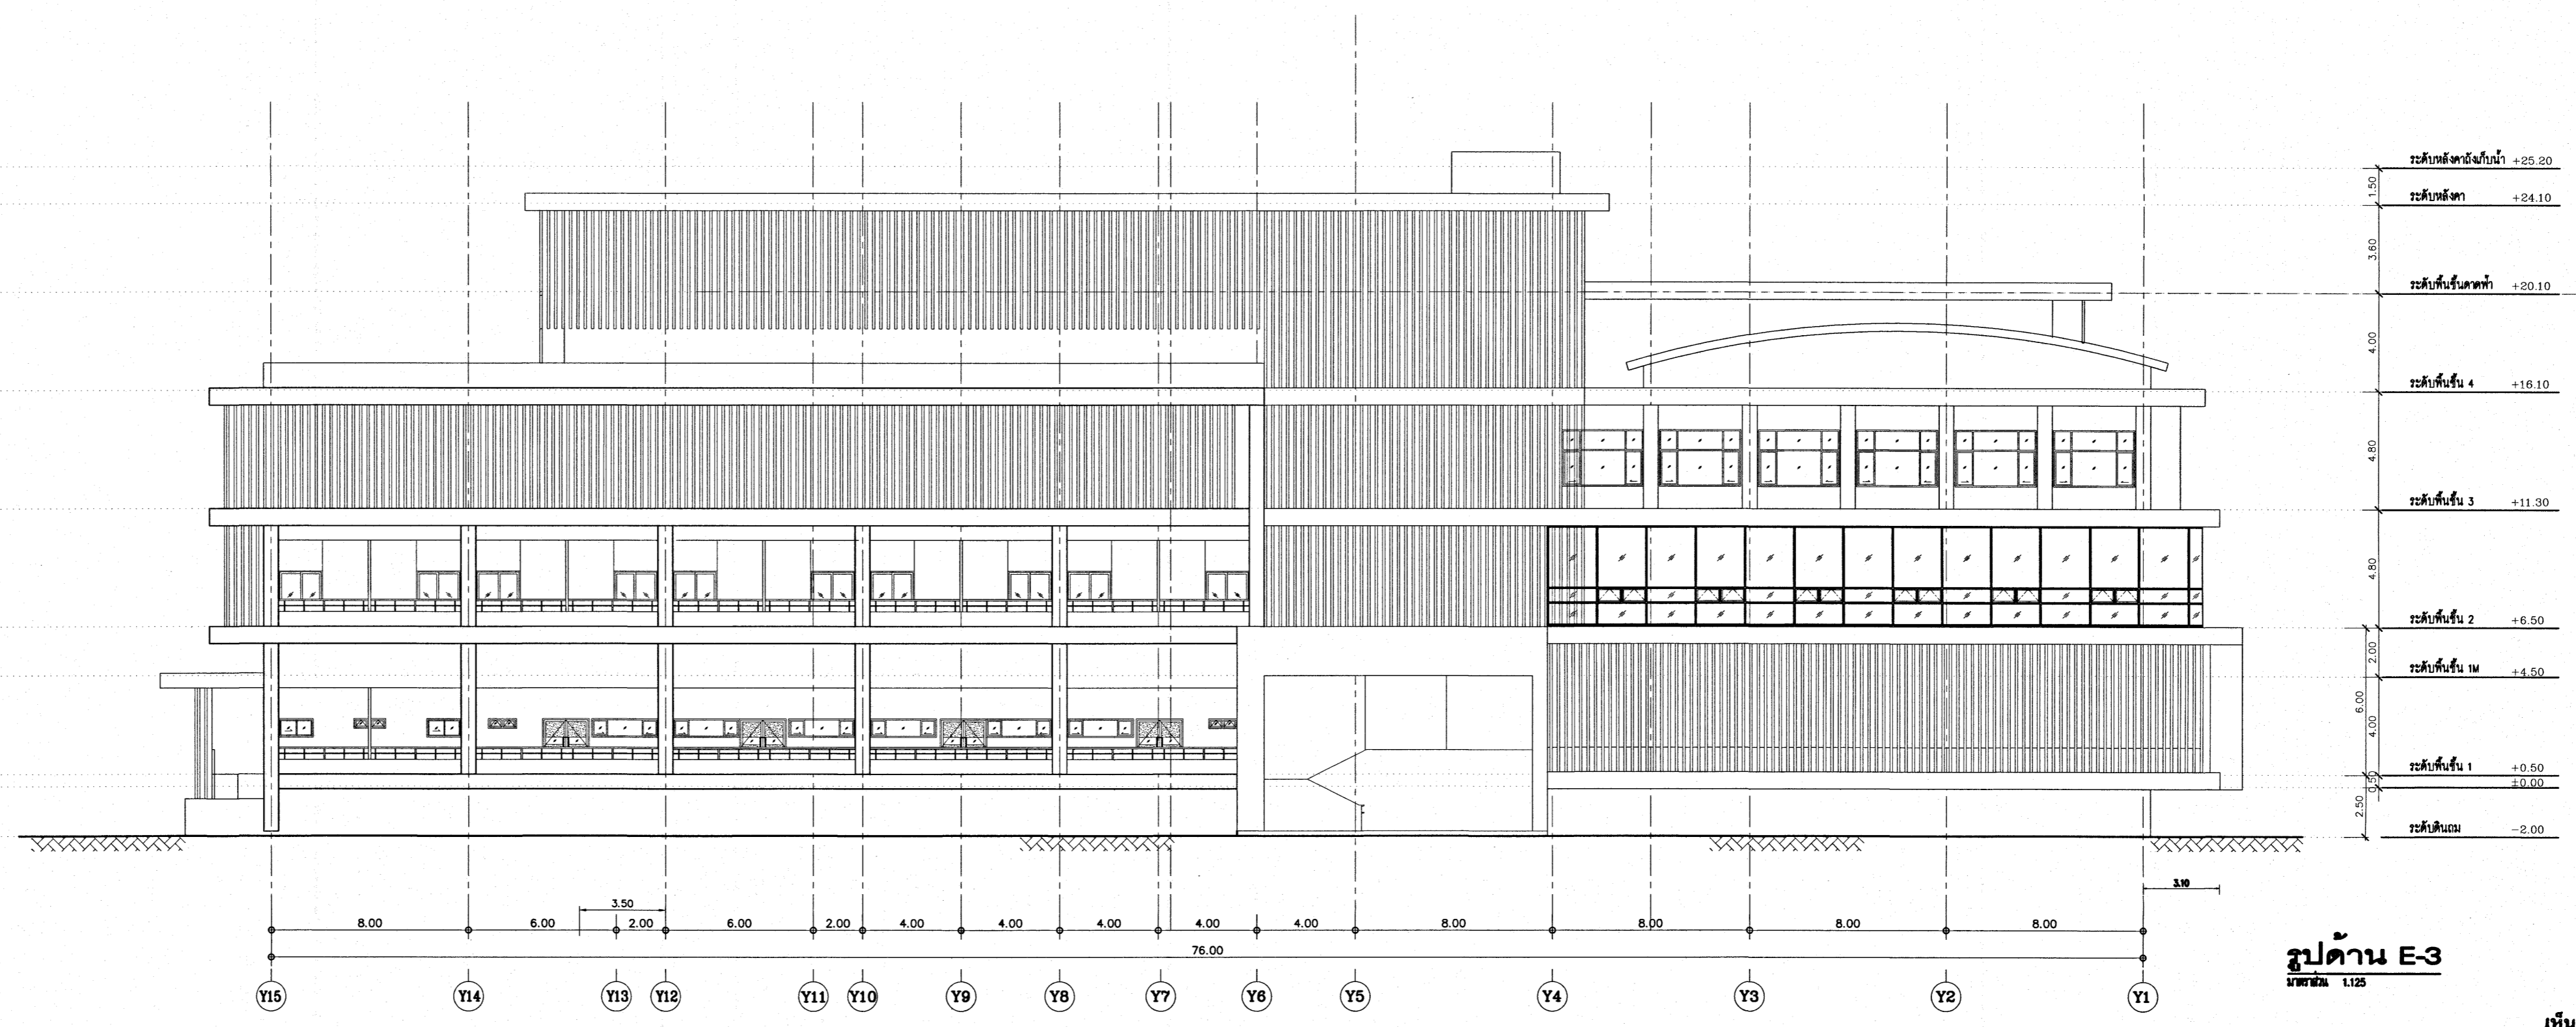 ระดับหลังคาถังเก็บน้ำ +25.20
1.50
ระดับหลังคา +24.10
3.60
ระดับพื้นชั้นดาดฟ้า +20.10
4.00
ระดับพื้นชั้น 4 +16.10
4.80
ระดับพื้นชั้น 3 +11.30
4.80
ระดับพื้นชั้น 2 +6.50
2.00
ระดับพื้นชั้น 1M +4.50
6.00
4.00
ระดับพื้นชั้น 1 +0.50
0.50 ±0.00
2.50
ระดับดินถม -2.00
3.10
3.50
8.00 6.00 2.00 6.00 2.00 4.00 4.00 4.00 4.00 4.00 8.00 8.00 8.00 8.00
76.00
Y15 Y14 Y13 Y12 Y11 Y10 Y9 Y8 Y7 Y6 Y5 Y4 Y3 Y2 Y1
รูปด้าน E-3
มาตราส่วน 1:125
เห็น